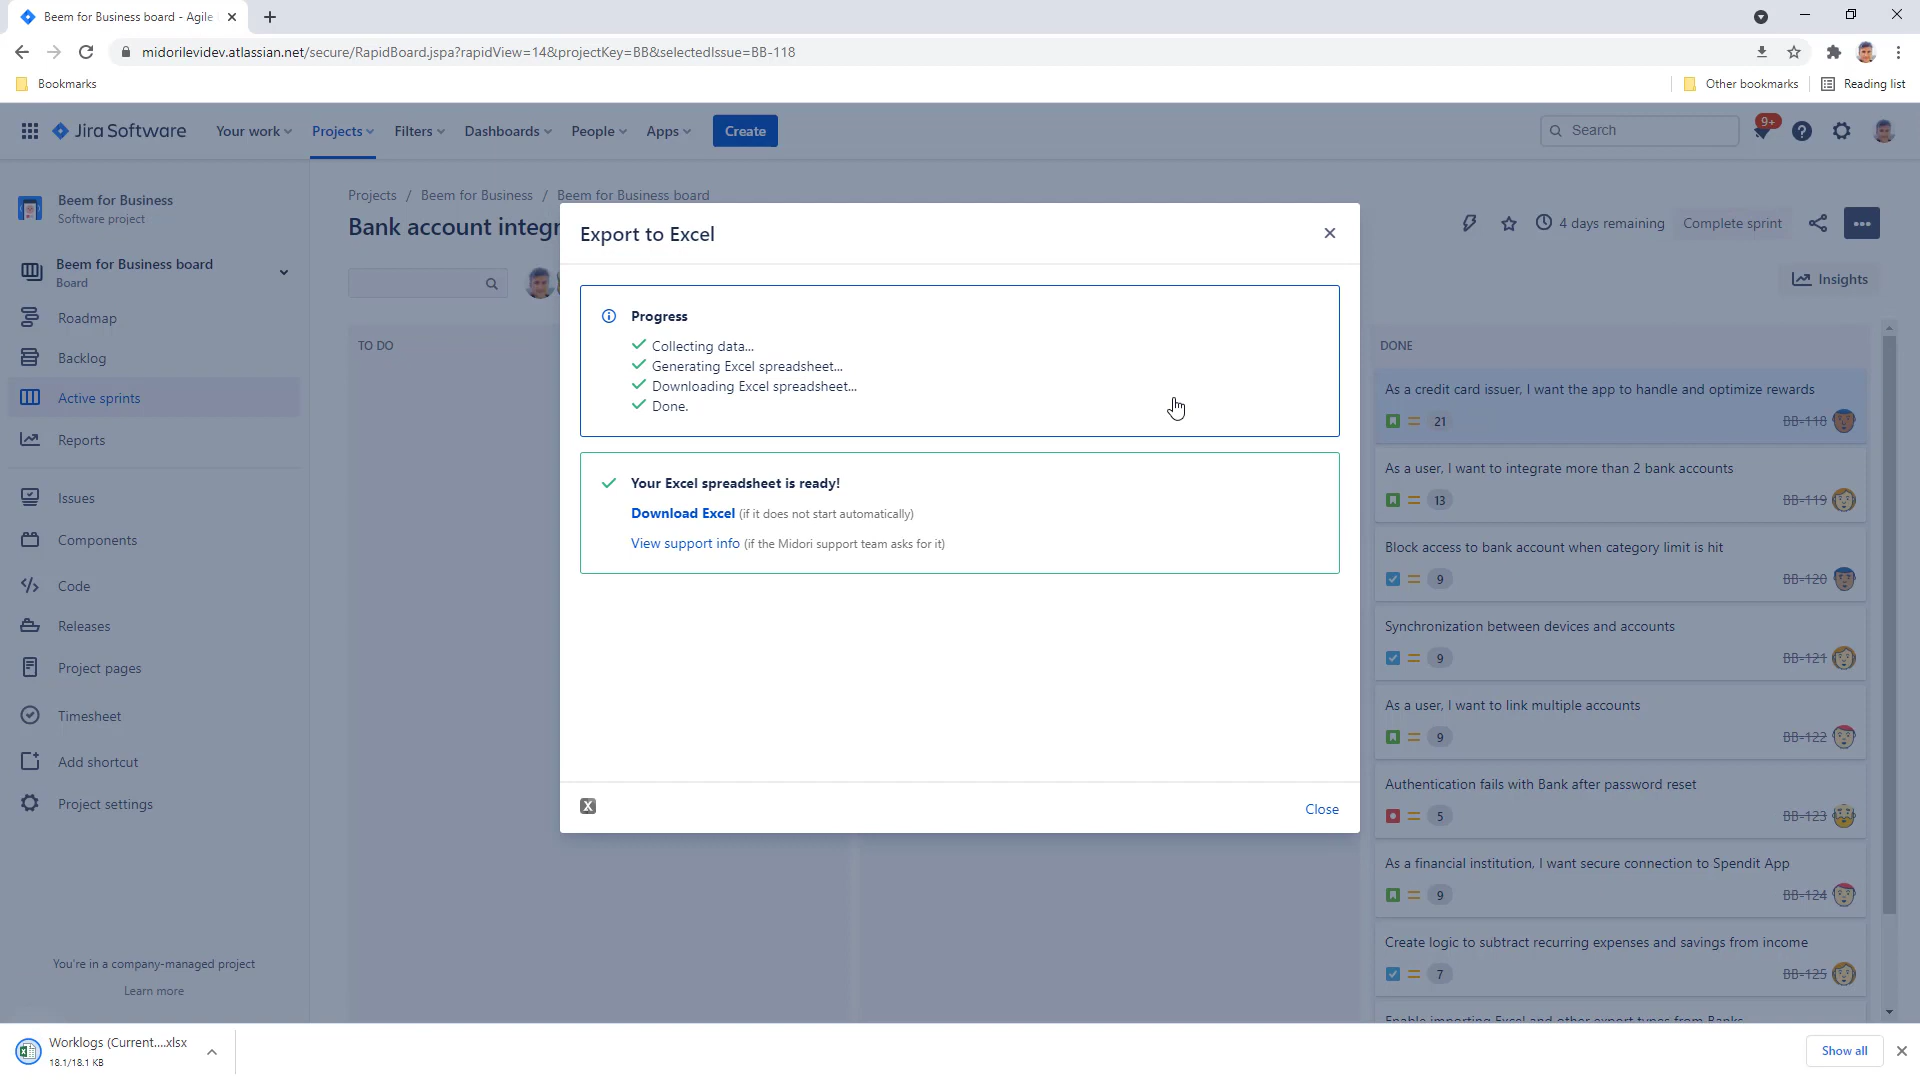 Beem for Business board - Agile
midorilevidev.atlassian.net/secure/RapidBoard.jspa?rapidView=14&projectKey=BB&selectedIssue=BB-118
Bookmarks
Other bookmarks
Reading list
Jira Software
Your work
Projects
Filters
Dashboards
People
Apps
Create
Search
9+
Beem for Business
Software project
Beem for Business board
Board
Roadmap
Backlog
Active sprints
Reports
Issues
Components
Code
Releases
Project pages
Timesheet
Add shortcut
Project settings
You're in a company-managed project
Learn more
Projects / Beem for Business / Beem for Business board
Bank account integr
4 days remaining
Complete sprint
Insights
TO DO
Export to Excel
Progress
Collecting data...
Generating Excel spreadsheet...
Downloading Excel spreadsheet...
Done.
Your Excel spreadsheet is ready!
Download Excel (if it does not start automatically)
View support info (if the Midori support team asks for it)
X
Close
DONE
As a credit card issuer, I want the app to handle and optimize rewards
21 BB-118
As a user, I want to integrate more than 2 bank accounts
13 BB-119
Block access to bank account when category limit is hit
9 BB-120
Synchronization between devices and accounts
9 BB-121
As a user, I want to link multiple accounts
9 BB-122
Authentication fails with Bank after password reset
5 BB-123
As a financial institution, I want secure connection to Spendit App
9 BB-124
Create logic to subtract recurring expenses and savings from income
7 BB-125
Enable importing Excel and other export types from Banks
Worklogs (Current....xlsx
18.1/18.1 KB
Show all